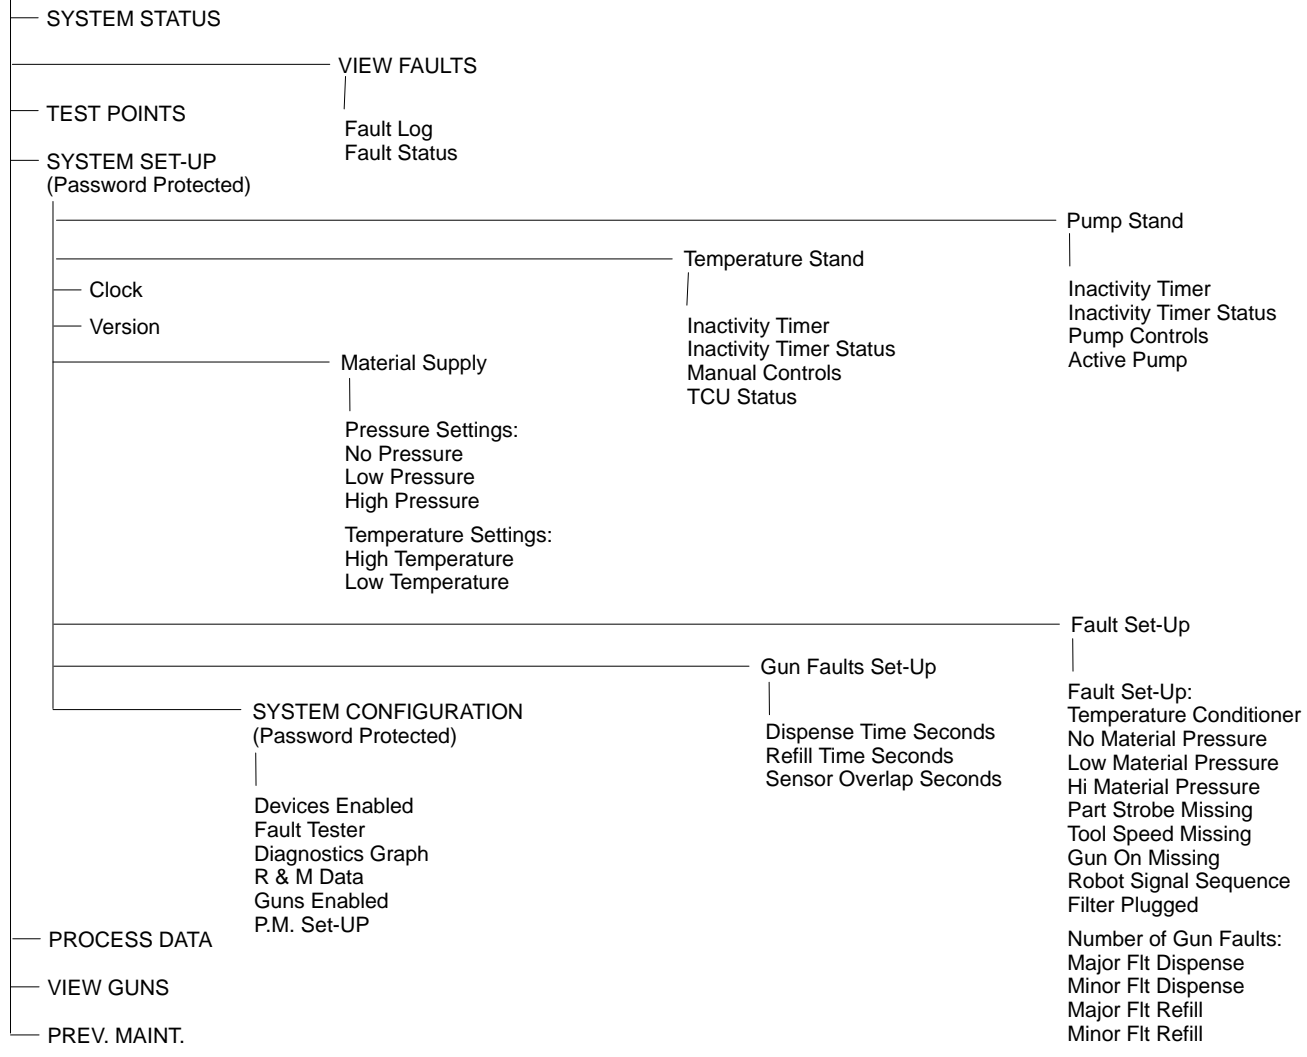 SYSTEM STATUS
VIEW FAULTS
Fault Log
Fault Status
TEST POINTS
SYSTEM SET-UP
(Password Protected)
Pump Stand
Inactivity Timer
Inactivity Timer Status
Pump Controls
Active Pump
Temperature Stand
Inactivity Timer
Inactivity Timer Status
Manual Controls
TCU Status
Clock
Version
Material Supply
Pressure Settings:
No Pressure
Low Pressure
High Pressure
Temperature Settings:
High Temperature
Low Temperature
Fault Set-Up
Fault Set-Up:
Temperature Conditioner
No Material Pressure
Low Material Pressure
Hi Material Pressure
Part Strobe Missing
Tool Speed Missing
Gun On Missing
Robot Signal Sequence
Filter Plugged
Number of Gun Faults:
Major Flt Dispense
Minor Flt Dispense
Major Flt Refill
Minor Flt Refill
Gun Faults Set-Up
Dispense Time Seconds
Refill Time Seconds
Sensor Overlap Seconds
SYSTEM CONFIGURATION
(Password Protected)
Devices Enabled
Fault Tester
Diagnostics Graph
R & M Data
Guns Enabled
P.M. Set-UP
PROCESS DATA
VIEW GUNS
PREV. MAINT.